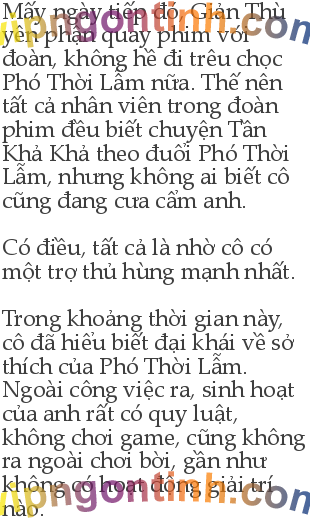 Mấy ngày tiếp đó, Giản Thù
yên phận quay phim với
đoàn, không hề đi trêu chọc
Phó Thời Lẫm nữa. Thế nên
tất cả nhân viên trong đoàn
phim đều biết chuyện Tần
Khả Khả theo đuổi Phó Thời
Lẫm, nhưng không ai biết cô
cũng đang cưa cẩm anh.
Có điều, tất cả là nhờ cô có
một trợ thủ hùng mạnh nhất.
Trong khoảng thời gian này,
cô đã hiểu biết đại khái về sở
thích của Phó Thời Lẫm.
Ngoài công việc ra, sinh hoạt
của anh rất có quy luật,
không chơi game, cũng không
ra ngoài chơi bời, gần như
không có hoạt động giải trí
nào.
vipngontinh.com
vipngontinh.com